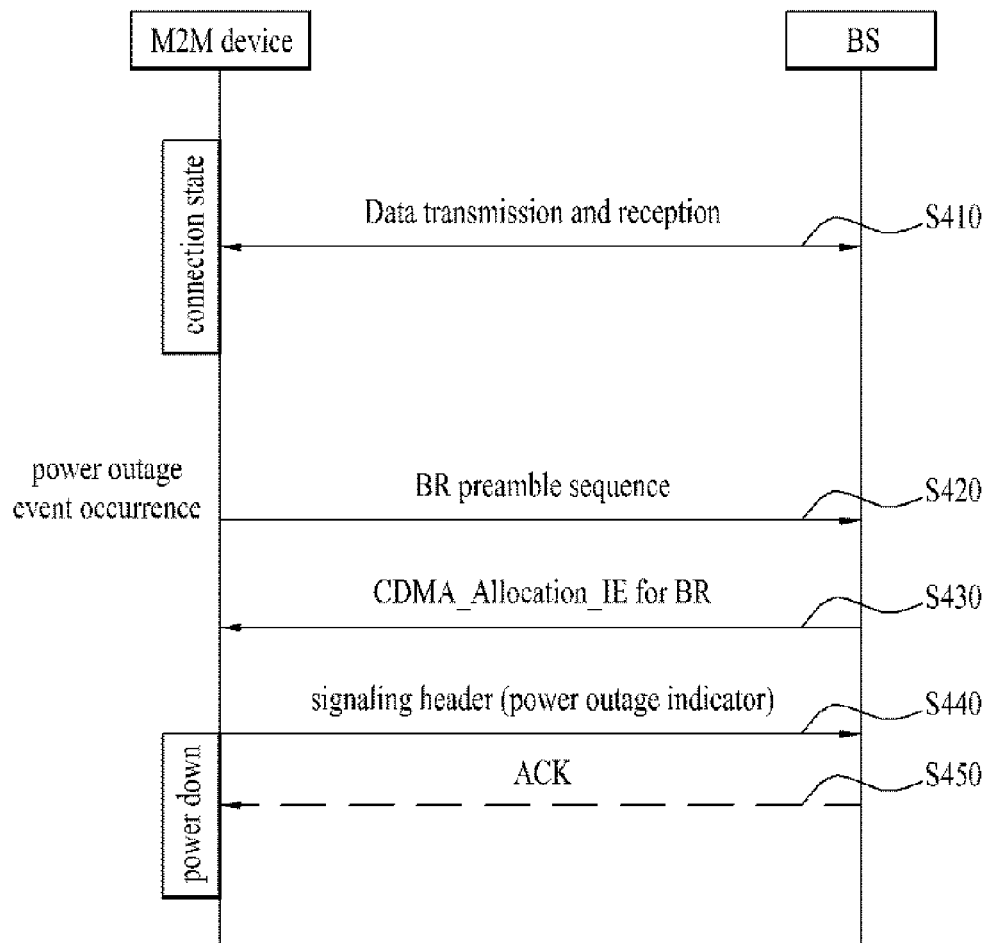 M2M device
BS
connection state
Data transmission and reception
S410
power outage
event occurrence
BR preamble sequence
S420
CDMA_Allocation_IE for BR
S430
signaling header (power outage indicator)
S440
power down
ACK
S450